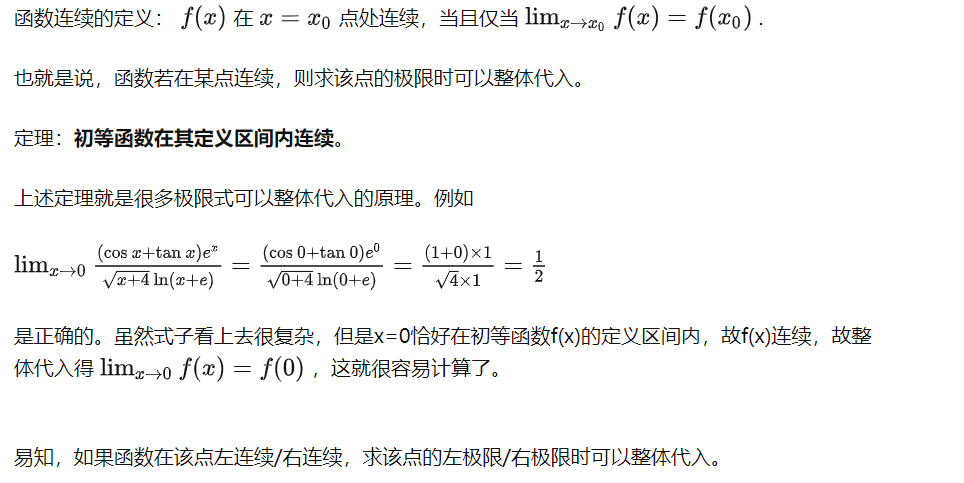 函数连续的定义： f(x) 在 x = x₀ 点处连续，当且仅当 lim_{x→x₀} f(x) = f(x₀) .
也就是说，函数若在某点连续，则求该点的极限时可以整体代入。
定理：初等函数在其定义区间内连续。
上述定理就是很多极限式可以整体代入的原理。例如
lim_{x→0} \frac{(cos x+tan x)e^x}{\sqrt{x+4} ln(x+e)} = \frac{(cos 0+tan 0)e^0}{\sqrt{0+4} ln(0+e)} = \frac{(1+0)×1}{\sqrt{4}×1} = \frac{1}{2}
是正确的。虽然式子看上去很复杂，但是x=0恰好在初等函数f(x)的定义区间内，故f(x)连续，故整
体代入得 lim_{x→0} f(x) = f(0) ，这就很容易计算了。
易知，如果函数在该点左连续/右连续，求该点的左极限/右极限时可以整体代入。